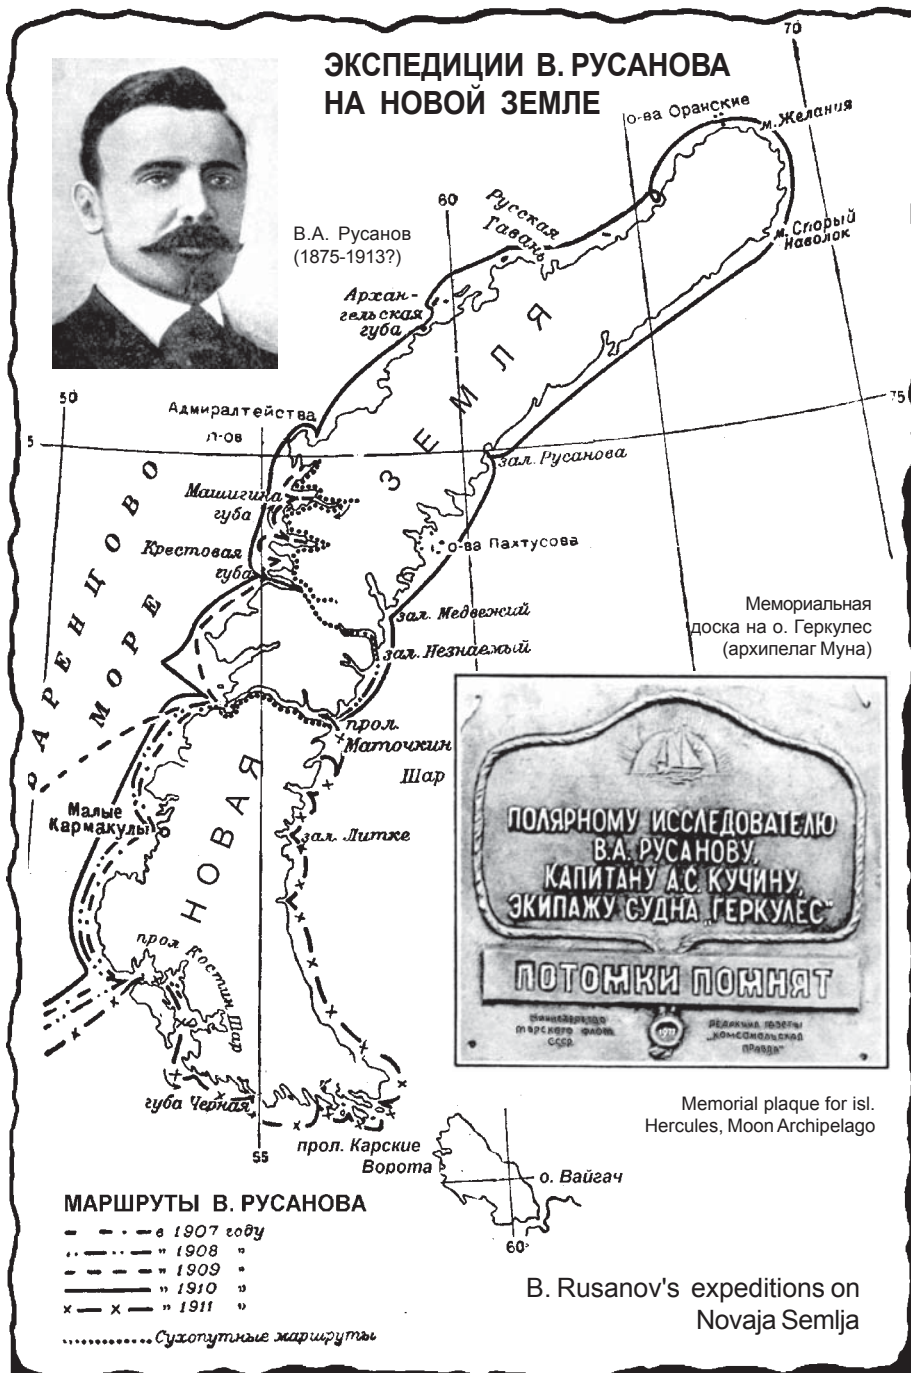 ЭКСПЕДИЦИИ В. РУСАНОВА
НА НОВОЙ ЗЕМЛЕ
В.А. Русанов
(1875-1913?)
70
о-ва Оранские
м. Желания
60
Русская
Гавань
м. Спорый
Наволок
Архан-
гельская
губа
50
Адмиралтейства
п-ов
75
5
зал. Русанова
Машигина
губа
о-ва Пахтусова
Крестовая
губа
зал. Медвежий
зал. Незнаемый
АРЕНЦОВО
МОРЕ
НОВАЯ
ЗЕМЛЯ
прол.
Маточкин
Шар
Малые
Кармакулы
зал. Литке
прол. Костин Шар
губа Черная
прол. Карские
Ворота
55
о. Вайгач
60
Мемориальная
доска на о. Геркулес
(архипелаг Муна)
ПОЛЯРНОМУ ИССЛЕДОВАТЕЛЮ
В.А. РУСАНОВУ,
КАПИТАНУ А.С. КУЧИНУ,
ЭКИПАЖУ СУДНА „ГЕРКУЛЕС"
ПОТОМКИ ПОМНЯТ
Министерство
морского флота
СССР
1977
редакция газеты
„КОМСОМОЛЬСКАЯ
ПРАВДА"
Memorial plaque for isl.
Hercules, Moon Archipelago
МАРШРУТЫ В. РУСАНОВА
в 1907 году
" 1908 "
" 1909 "
" 1910 "
" 1911 "
Сухопутные маршруты
B. Rusanov's expeditions on
Novaja Semlja